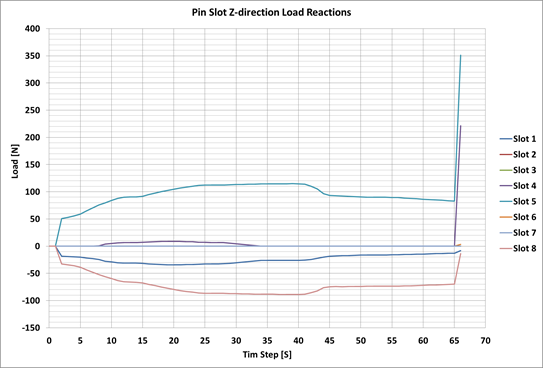 Pin Slot Z-direction Load Reactions
400
350
300
250
200
150
100
50
0
-50
-100
-150
Load [N]
0 5 10 15 20 25 30 35 40 45 50 55 60 65 70
Tim Step [S]
Slot 1
Slot 2
Slot 3
Slot 4
Slot 5
Slot 6
Slot 7
Slot 8